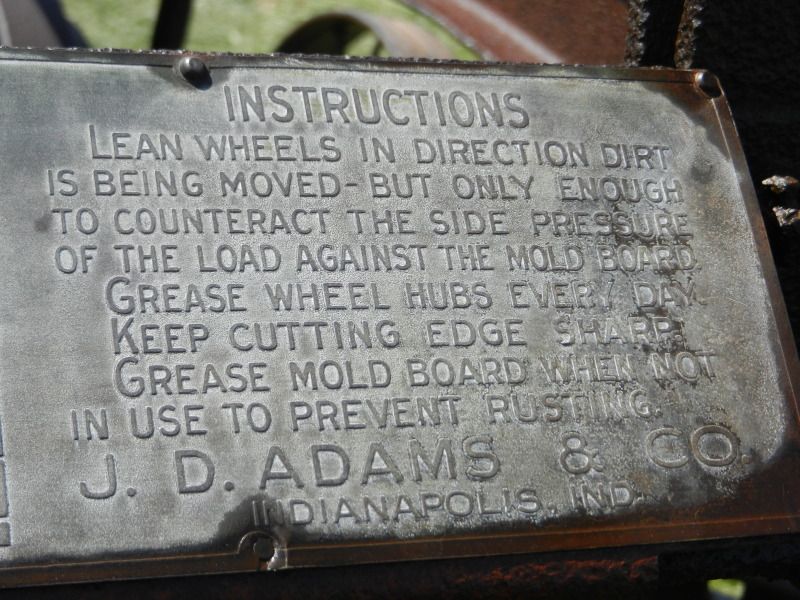 INSTRUCTIONS
LEAN WHEELS IN DIRECTION DIRT
IS BEING MOVED-BUT ONLY ENOUGH
TO COUNTERACT THE SIDE PRESSURE
OF THE LOAD AGAINST THE MOLD BOARD.
GREASE WHEEL HUBS EVERY DAY.
KEEP CUTTING EDGE SHARP.
GREASE MOLD BOARD WHEN NOT
IN USE TO PREVENT RUSTING.
J. D. ADAMS & CO.
INDIANAPOLIS, IND.